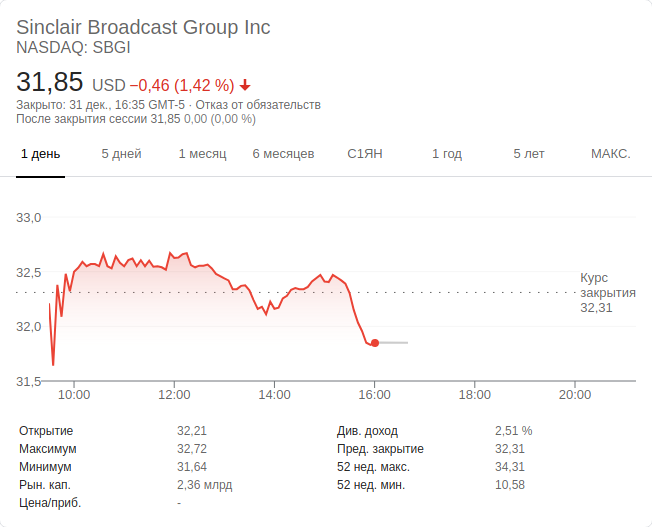 Sinclair Broadcast Group Inc
NASDAQ: SBGI
31,85 USD −0,46 (1,42 %)
Закрыто: 31 дек., 16:35 GMT-5 · Отказ от обязательств
После закрытия сессии 31,85 0,00 (0,00 %)
1 день 5 дней 1 месяц 6 месяцев С1ЯН 1 год 5 лет МАКС.
33,0
32,5
Курс
закрытия
32,31
32,0
31,5
10:00 12:00 14:00 16:00 18:00 20:00
Открытие 32,21 Див. доход 2,51 %
Максимум 32,72 Пред. закрытие 32,31
Минимум 31,64 52 нед. макс. 34,31
Рын. кап. 2,36 млрд 52 нед. мин. 10,58
Цена/приб. -